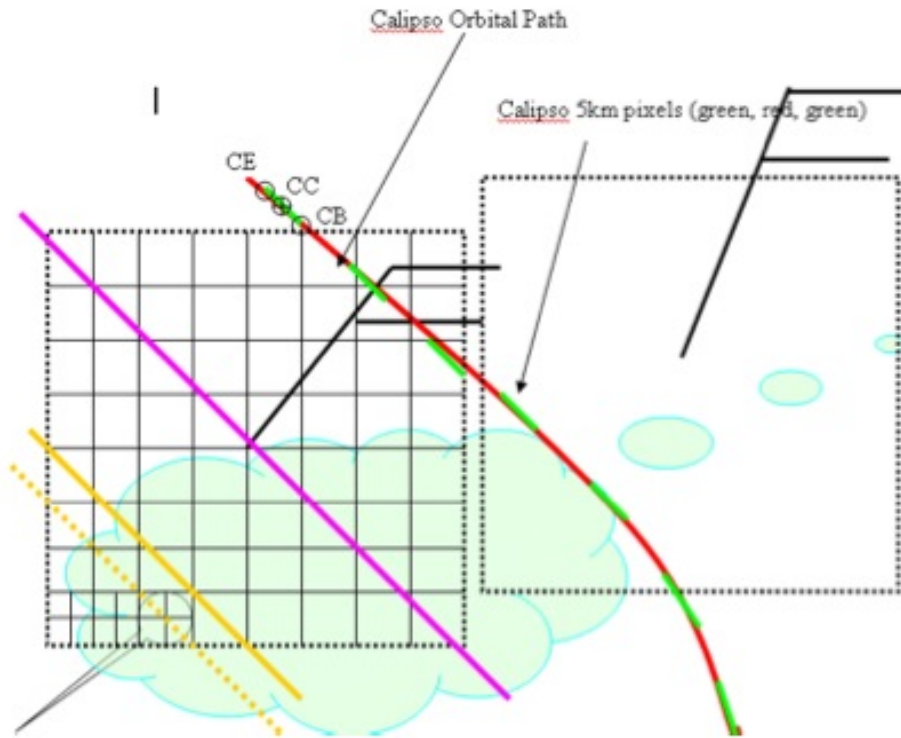 Calipso Orbital Path
Calipso 5km pixels (green, red, green)
CE
CC
CB